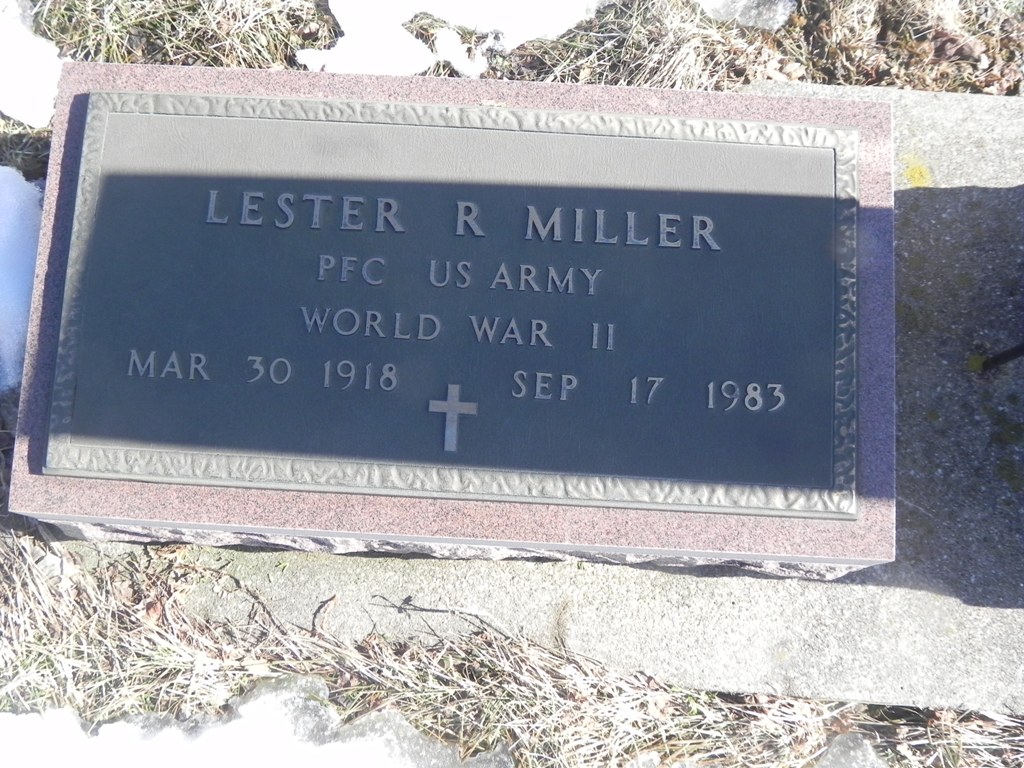 LESTER R MILLER
PFC US ARMY
WORLD WAR II
MAR 30 1918 SEP 17 1983